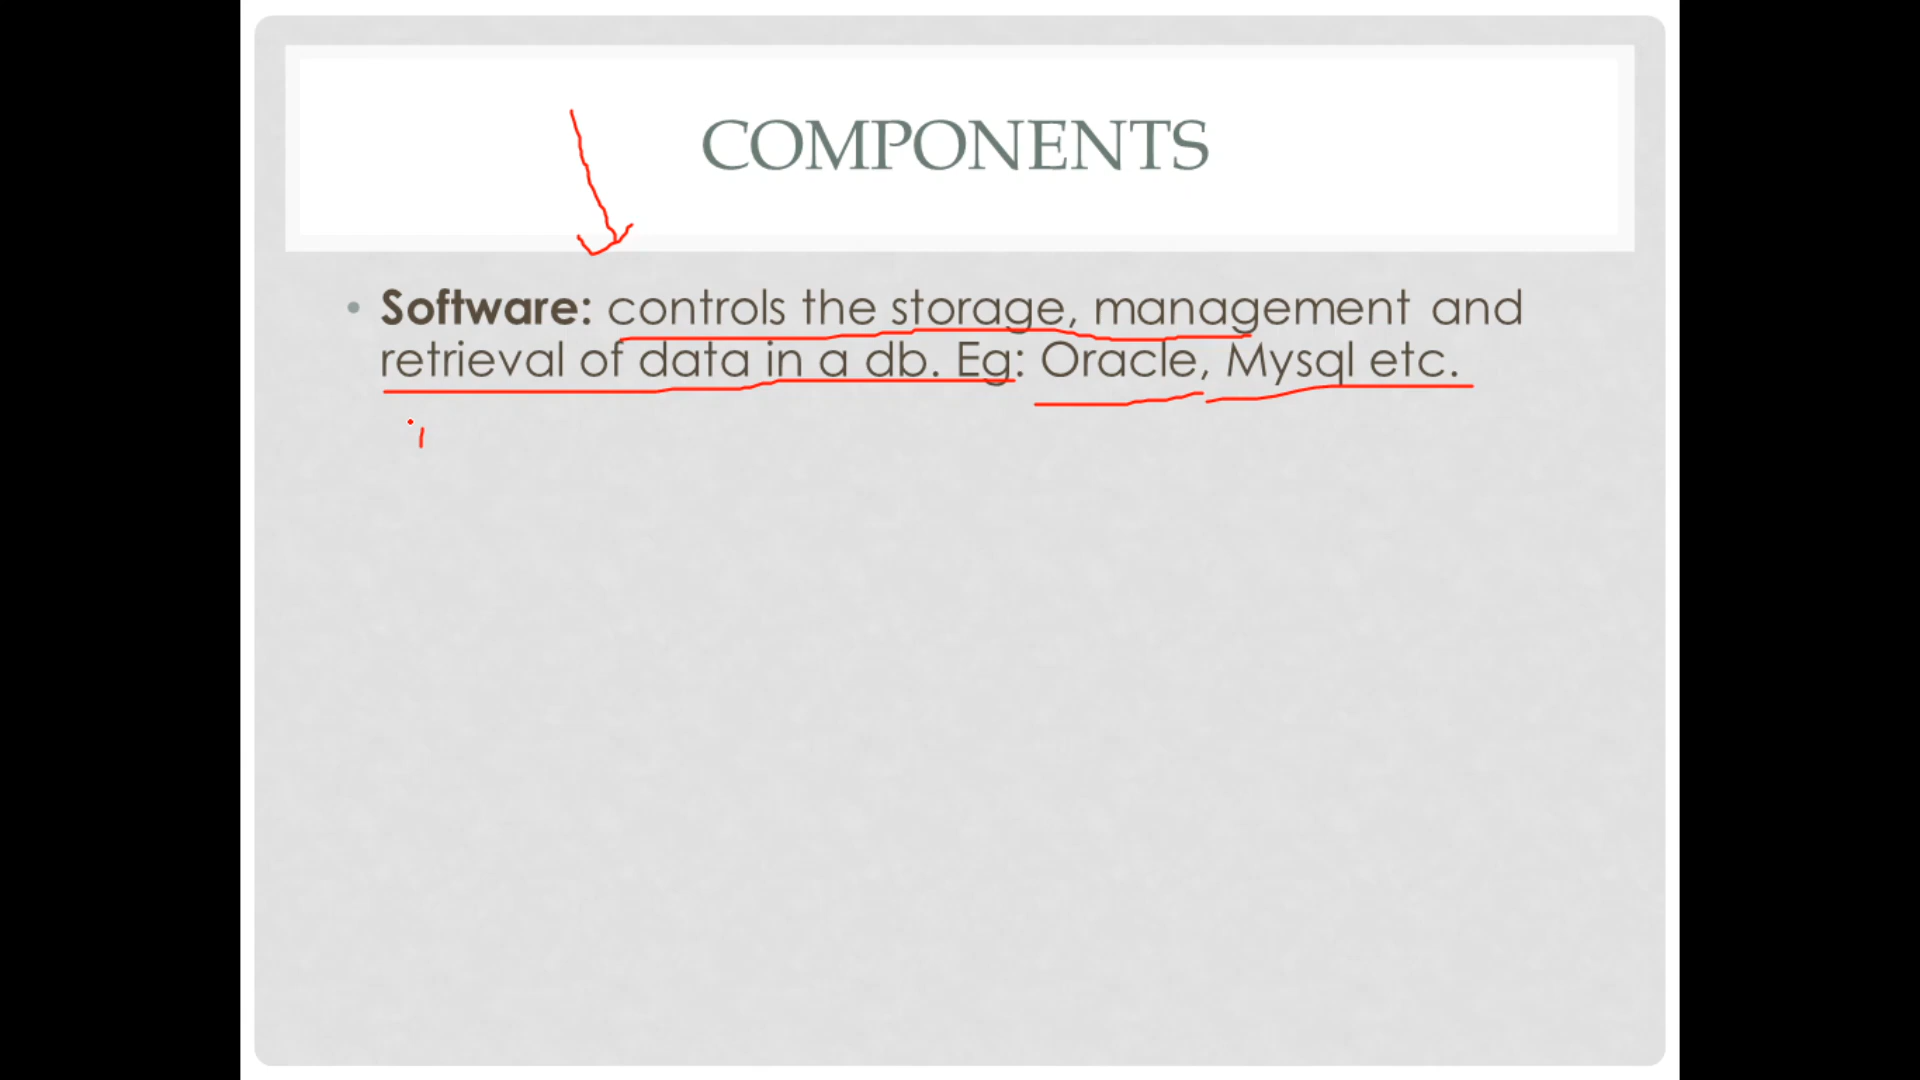 COMPONENTS
• Software: controls the storage, management and
retrieval of data in a db. Eg: Oracle, Mysql etc.